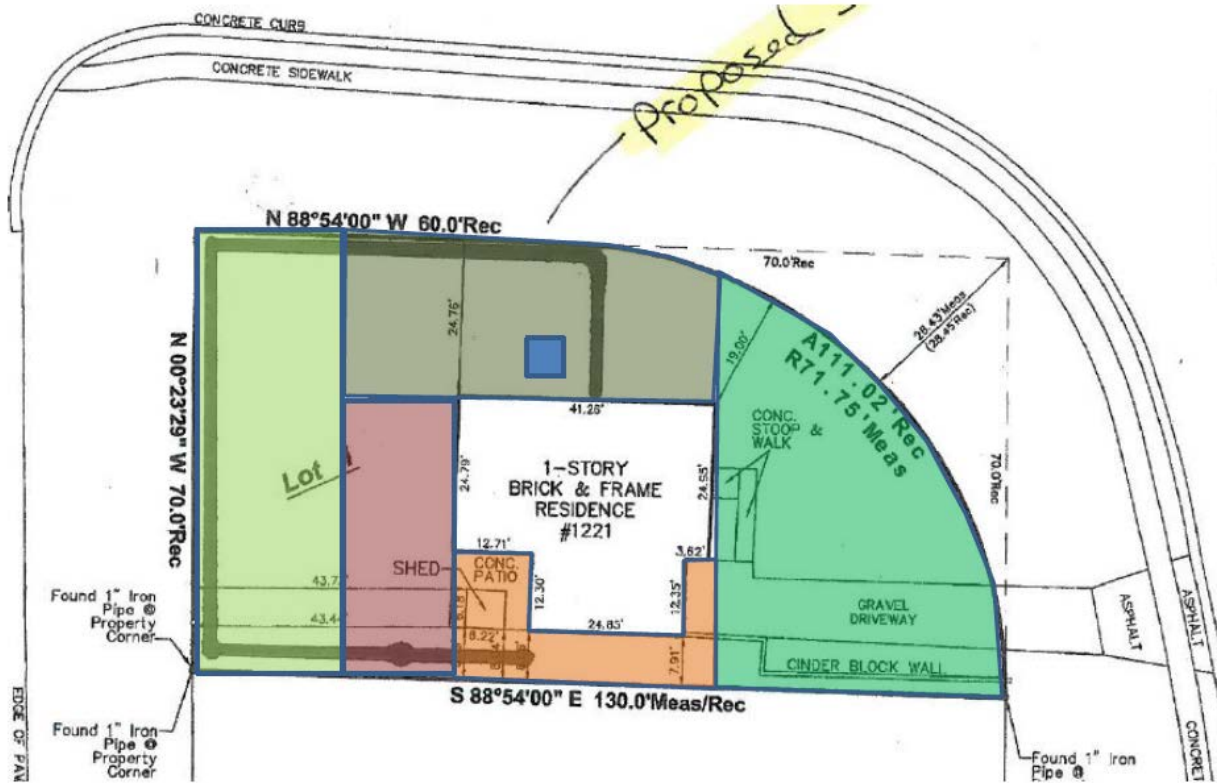 CONCRETE CURB
CONCRETE SIDEWALK
Proposed
N 88°54'00" W 60.0'Rec
70.0'Rec
28.43'Meas
(28.45'Rec)
N 00°23'29" W 70.0'Rec
24.76'
19.00'
A111.02'Rec
R71.75'Meas
41.26'
CONC.
STOOP &
WALK
70.0'Rec
Lot
24.79'
1-STORY
BRICK & FRAME
RESIDENCE
#1221
24.55'
12.71'
3.62'
SHED
CONC.
PATIO
43.44'
12.30'
12.35'
8.22'
24.85'
7.91'
GRAVEL
DRIVEWAY
CINDER BLOCK WALL
ASPHALT
ASPHALT
Found 1" Iron
Pipe @
Property
Corner
S 88°54'00" E 130.0'Meas/Rec
EDGE OF PAV
Found 1" Iron
Pipe @
Property
Corner
Found 1" Iron
Pipe @
CONCRET